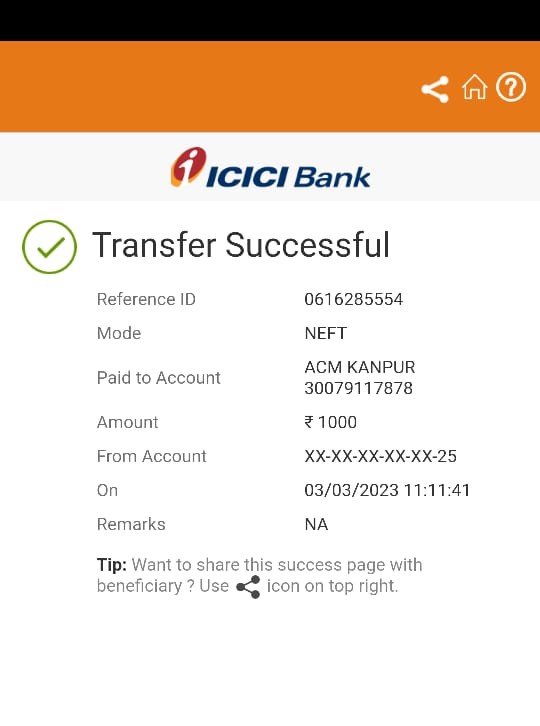 ICICI Bank
Transfer Successful
Reference ID 0616285554
Mode NEFT
Paid to Account ACM KANPUR
30079117878
Amount ₹ 1000
From Account XX-XX-XX-XX-XX-25
On 03/03/2023 11:11:41
Remarks NA
Tip: Want to share this success page with
beneficiary ? Use icon on top right.